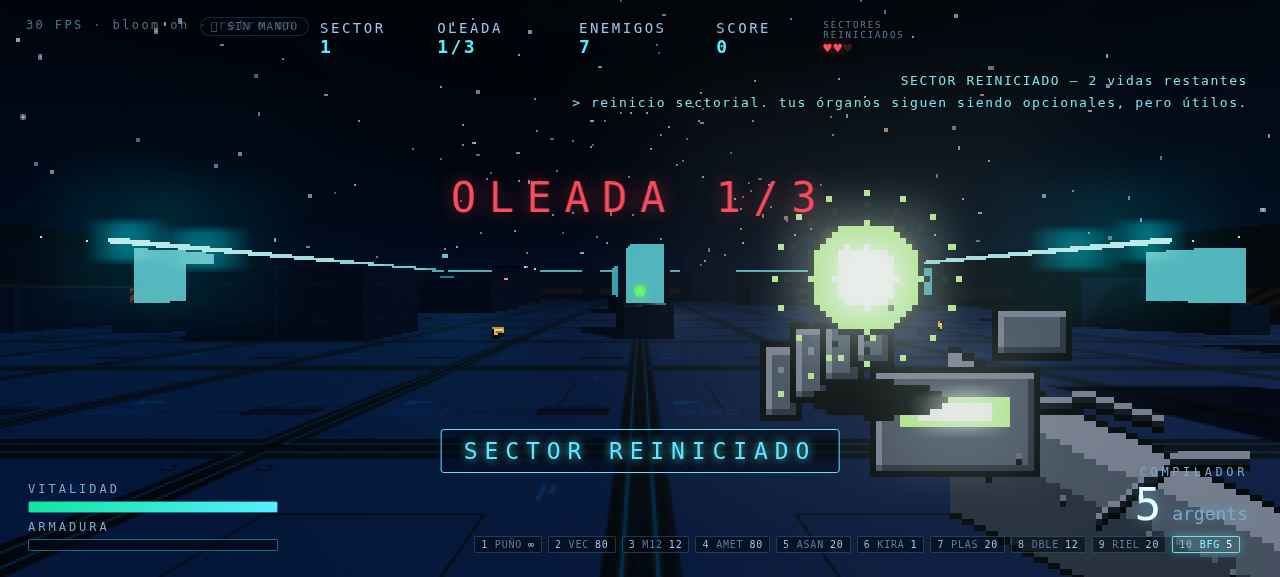 30 FPS · bloom on · retro on
SIN MANDO
SECTOR
1
OLEADA
1/3
ENEMIGOS
7
SCORE
0
SECTORES
REINICIADOS
♥♥♥
SECTOR REINICIADO — 2 vidas restantes
> reinicio sectorial. tus órganos siguen siendo opcionales, pero útilos.
OLEADA 1/3
SECTOR REINICIADO
VITALIDAD
ARMADURA
COMPILADOR
5 argents
1 PUÑO ∞
2 VEC 80
3 M12 12
4 AMET 80
5 ASAN 20
6 KIRA 1
7 PLAS 20
8 DBLE 12
9 RIEL 20
10 BFG 5